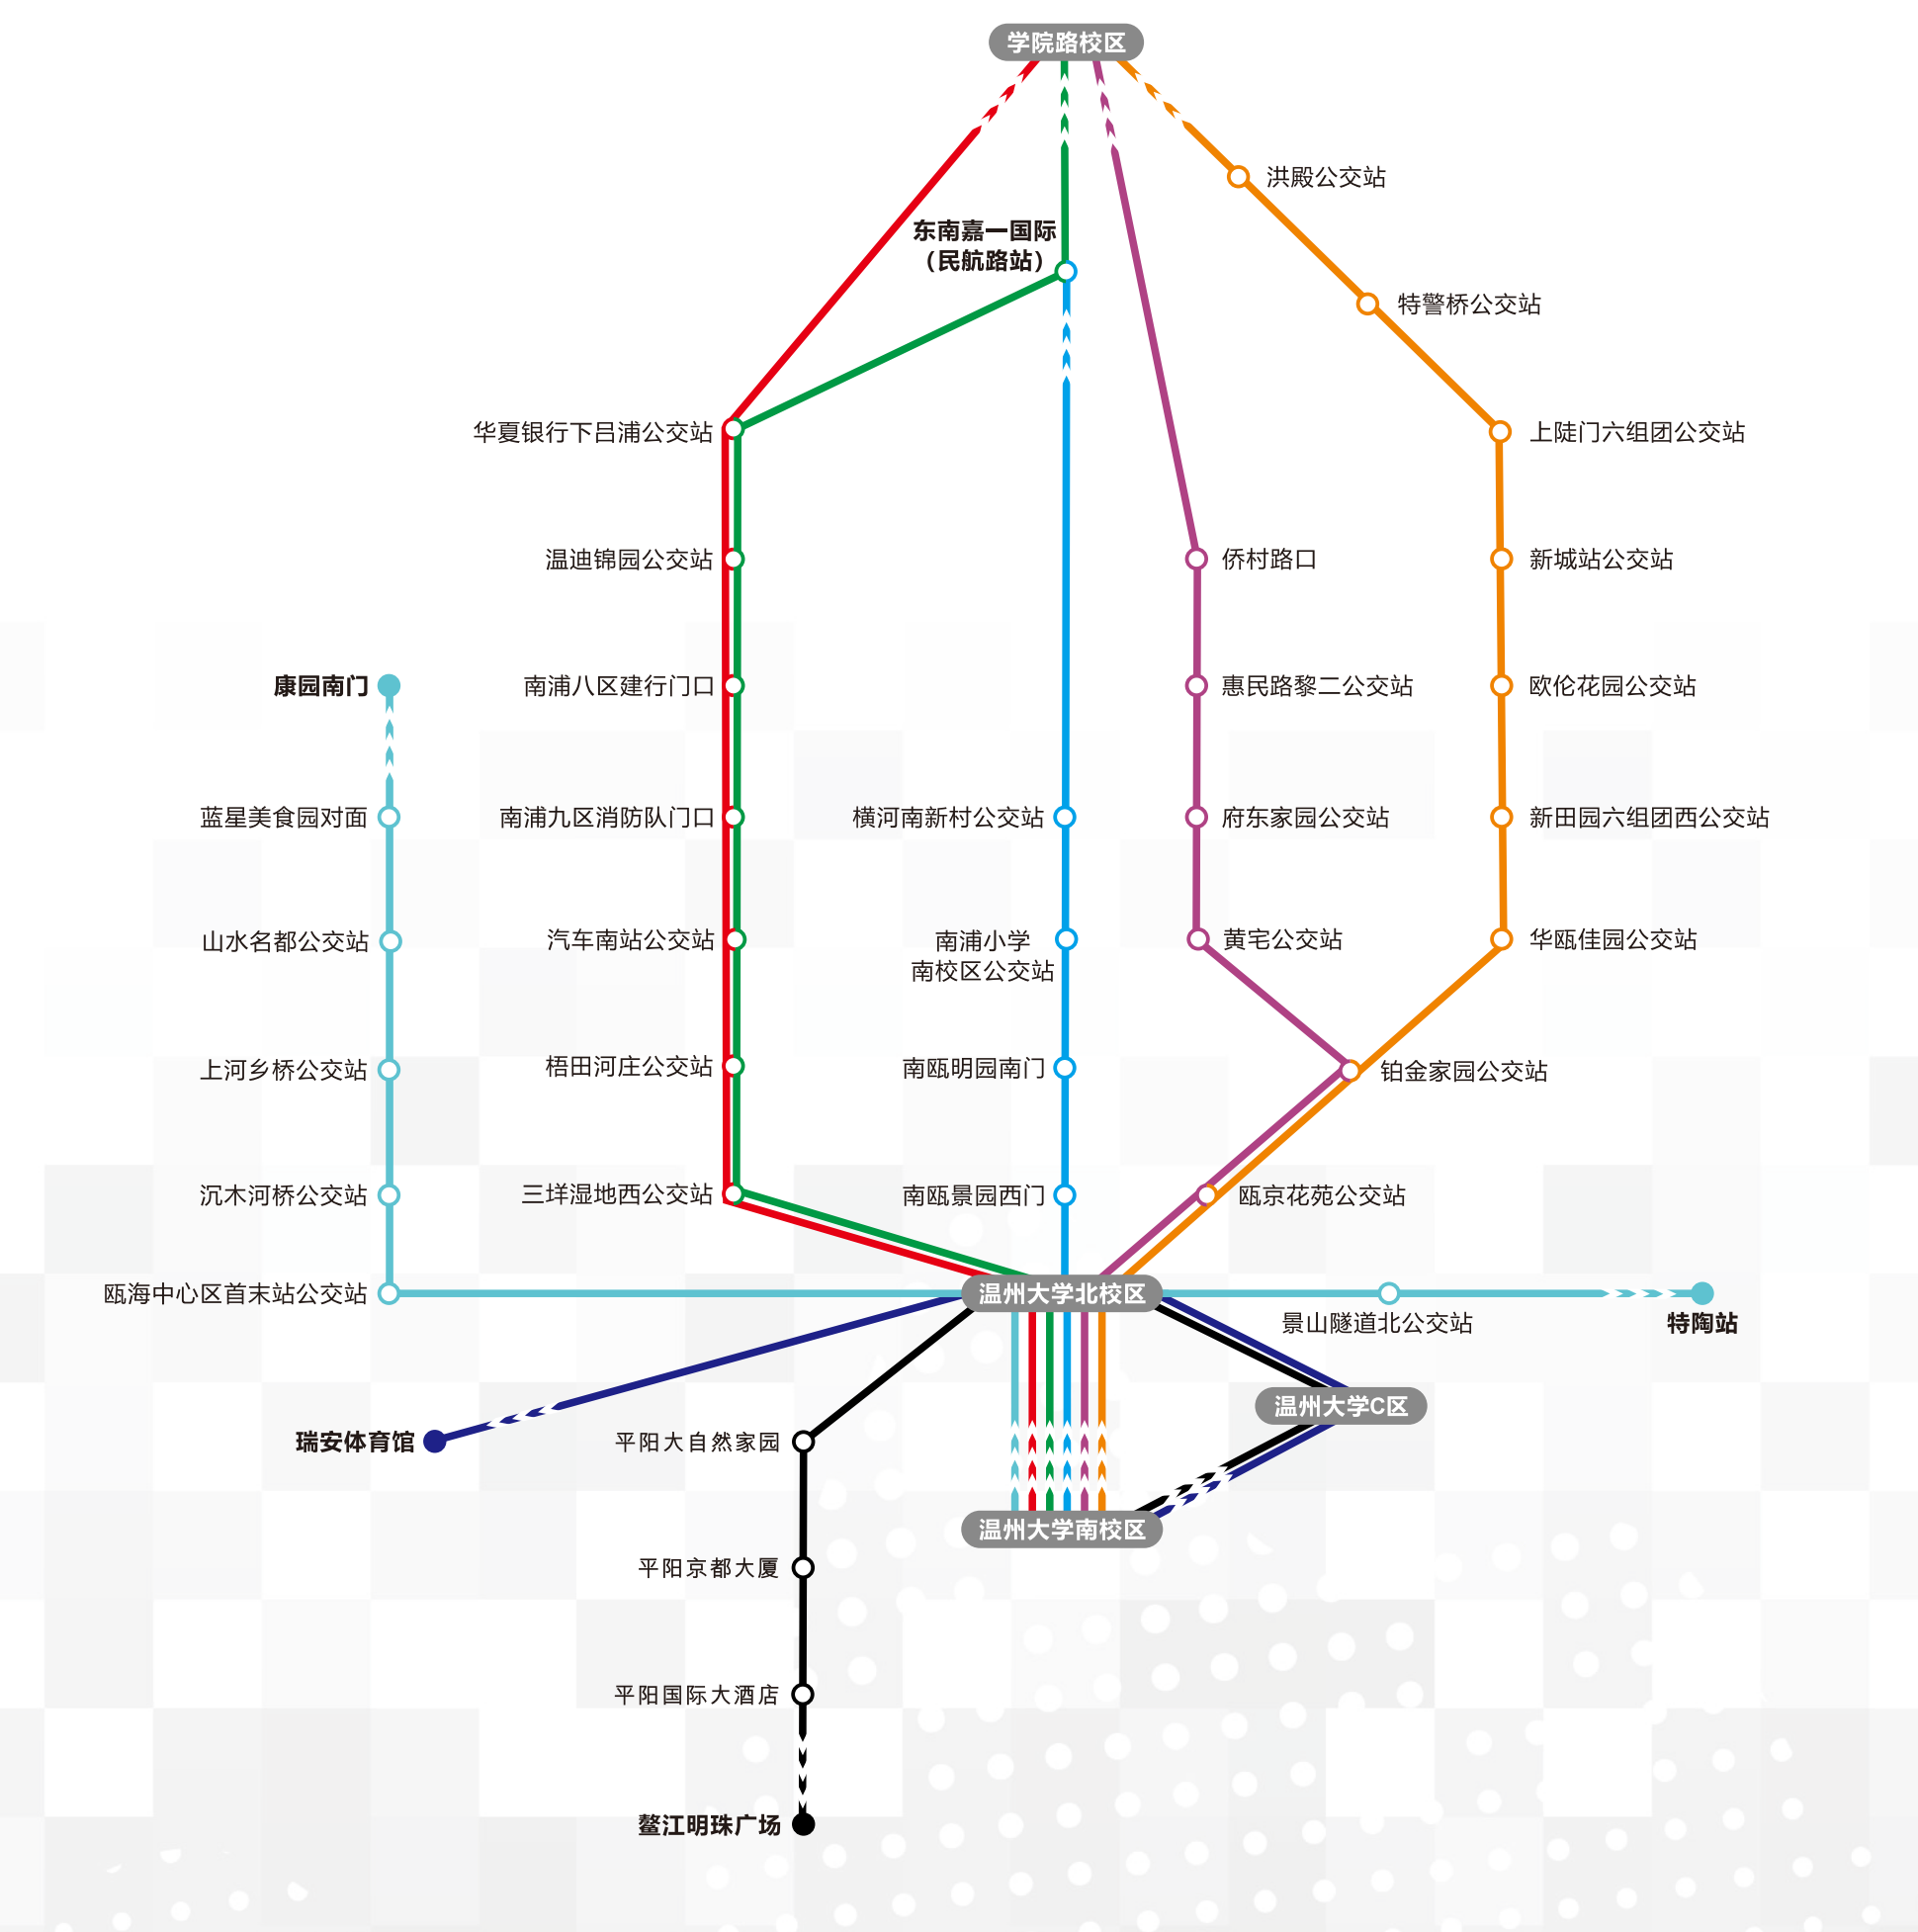 学院路校区
洪殿公交站
东南嘉一国际
（民航路站）
特警桥公交站
华夏银行下吕浦公交站
上陡门六组团公交站
温迪锦园公交站
侨村路口
新城站公交站
康园南门
南浦八区建行门口
惠民路黎二公交站
欧伦花园公交站
蓝星美食园对面
南浦九区消防队门口
横河南新村公交站
府东家园公交站
新田园六组团西公交站
山水名都公交站
汽车南站公交站
南浦小学
南校区公交站
黄宅公交站
华瓯佳园公交站
上河乡桥公交站
梧田河庄公交站
南瓯明园南门
铂金家园公交站
沉木河桥公交站
三垟湿地西公交站
南瓯景园西门
瓯京花苑公交站
瓯海中心区首末站公交站
温州大学北校区
景山隧道北公交站
特陶站
温州大学C区
瑞安体育馆
平阳大自然家园
温州大学南校区
平阳京都大厦
平阳国际大酒店
鳌江明珠广场